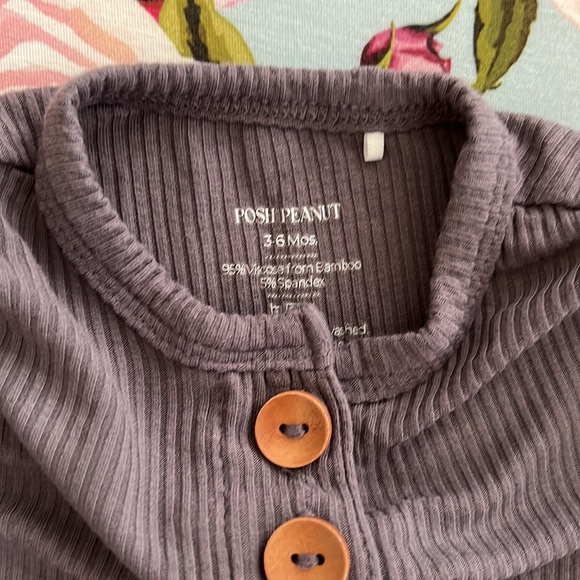 POSH PEANUT
3-6 Mos.
95% Viscose from Bamboo
5% Spandex